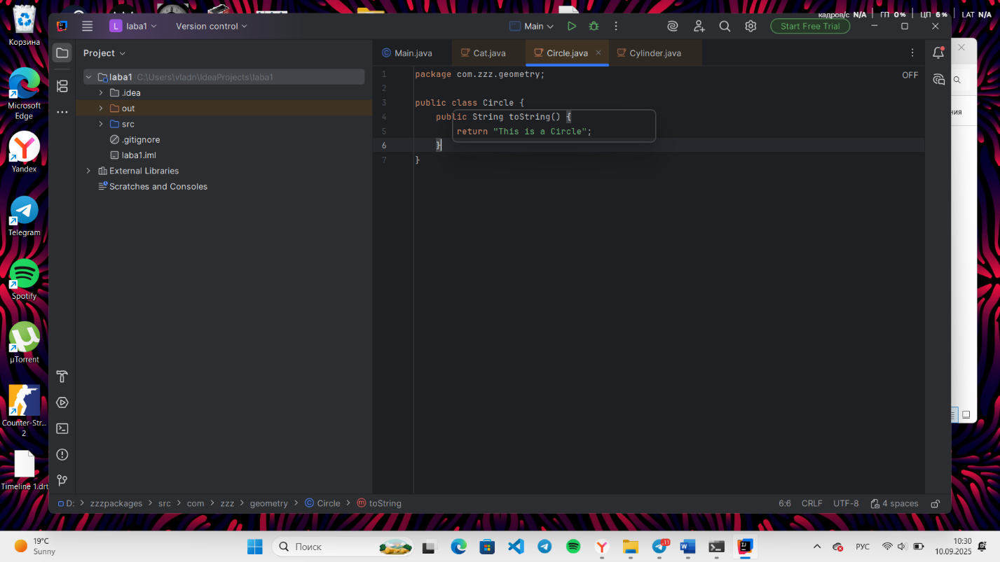 кадров/с N/A ГП 0% ЦП 6% LAT N/A
Корзина
Microsoft
Edge
Yandex
Telegram
Spotify
µTorrent
Counter-Str...
2
Timeline 1.drt
L laba1 Version control Main Start Free Trial
Project
laba1 C:\Users\vladn\IdeaProjects\laba1
.idea
out
src
.gitignore
laba1.iml
External Libraries
Scratches and Consoles
Main.java Cat.java Circle.java Cylinder.java
OFF
1 package com.zzz.geometry;
2
3 public class Circle {
4 public String toString() {
5 return "This is a Circle";
6 }
7 }
ния
D: > zzzpackages > src > com > zzz > geometry > Circle > toString 6:6 CRLF UTF-8 4 spaces
19°C
Sunny
Поиск
11
РУС
10:30
10.09.2025